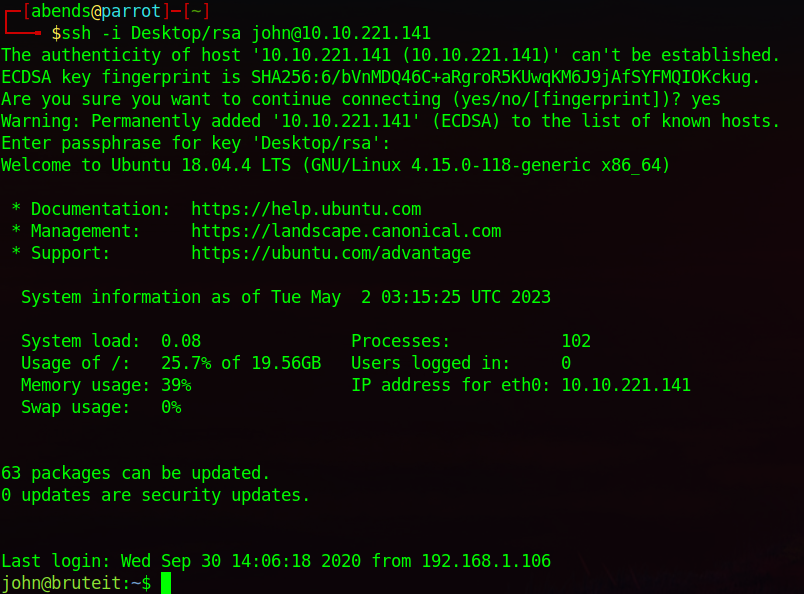 ┌─[abends@parrot]─[~]
└──╼ $ssh -i Desktop/rsa john@10.10.221.141
The authenticity of host '10.10.221.141 (10.10.221.141)' can't be established.
ECDSA key fingerprint is SHA256:6/bVnMDQ46C+aRgroR5KUwqKM6J9jAfSYFMQIOKckug.
Are you sure you want to continue connecting (yes/no/[fingerprint])? yes
Warning: Permanently added '10.10.221.141' (ECDSA) to the list of known hosts.
Enter passphrase for key 'Desktop/rsa':
Welcome to Ubuntu 18.04.4 LTS (GNU/Linux 4.15.0-118-generic x86_64)

 * Documentation:  https://help.ubuntu.com
 * Management:     https://landscape.canonical.com
 * Support:        https://ubuntu.com/advantage

  System information as of Tue May  2 03:15:25 UTC 2023

  System load:  0.08               Processes:           102
  Usage of /:   25.7% of 19.56GB   Users logged in:     0
  Memory usage: 39%                IP address for eth0: 10.10.221.141
  Swap usage:   0%


63 packages can be updated.
0 updates are security updates.


Last login: Wed Sep 30 14:06:18 2020 from 192.168.1.106
john@bruteit:~$